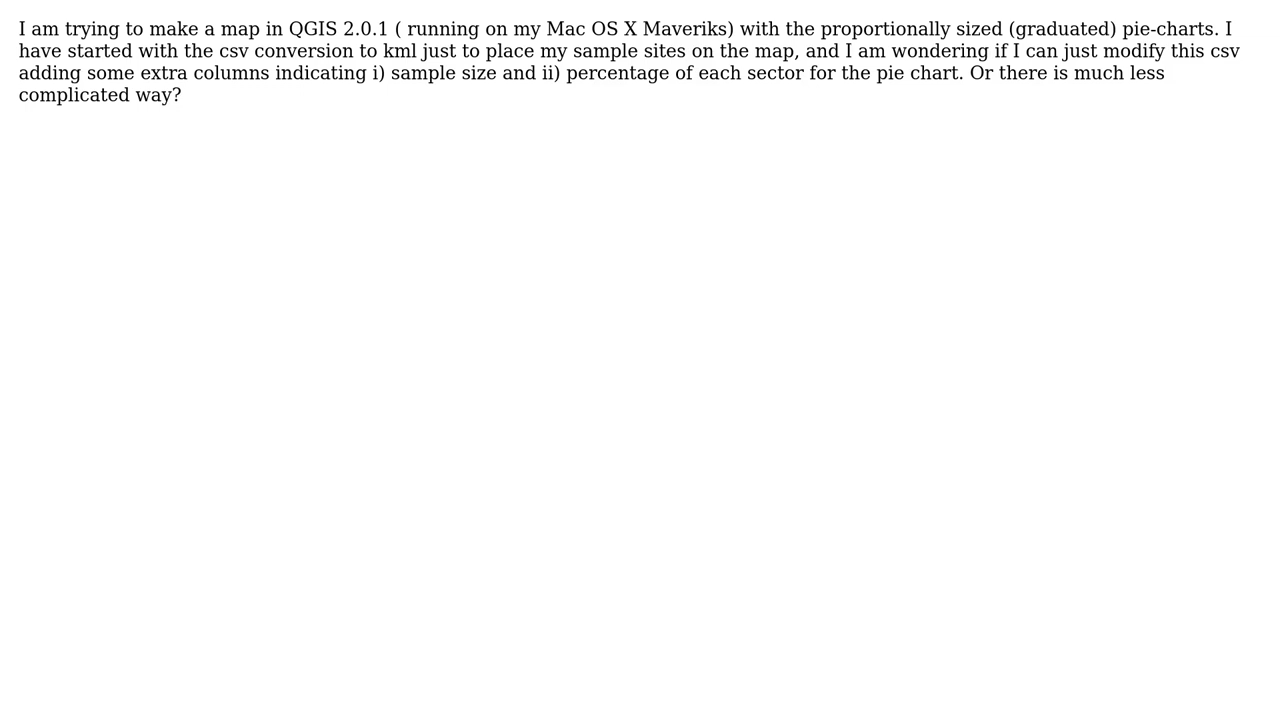 I am trying to make a map in QGIS 2.0.1 ( running on my Mac OS X Maveriks) with the proportionally sized (graduated) pie-charts. I
have started with the csv conversion to kml just to place my sample sites on the map, and I am wondering if I can just modify this csv
adding some extra columns indicating i) sample size and ii) percentage of each sector for the pie chart. Or there is much less
complicated way?